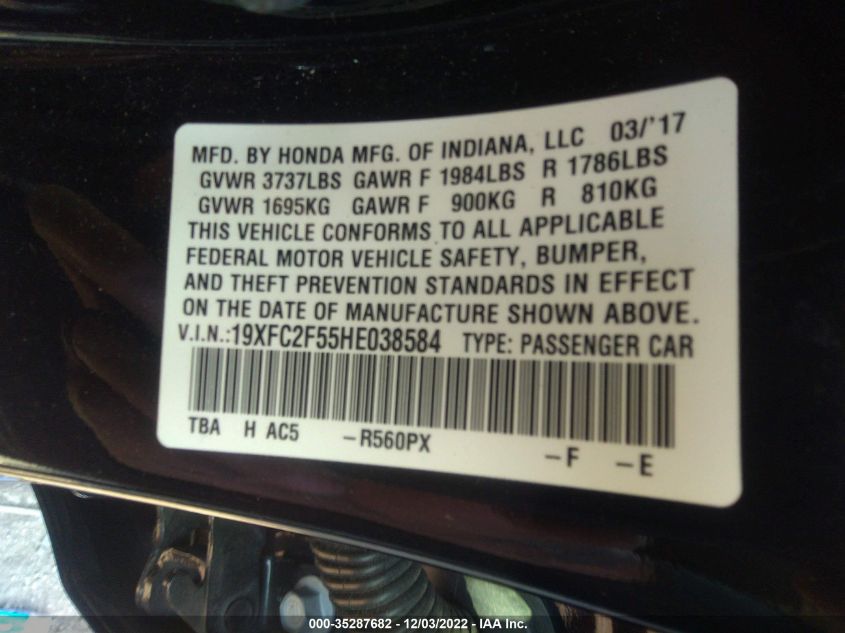 MFD. BY HONDA MFG. OF INDIANA, LLC 03/'17
GVWR 3737LBS GAWR F 1984LBS R 1786LBS
GVWR 1695KG GAWR F 900KG R 810KG
THIS VEHICLE CONFORMS TO ALL APPLICABLE
FEDERAL MOTOR VEHICLE SAFETY, BUMPER,
AND THEFT PREVENTION STANDARDS IN EFFECT
ON THE DATE OF MANUFACTURE SHOWN ABOVE.
V.I.N.:19XFC2F55HE038584 TYPE: PASSENGER CAR
TBA H AC5 -R560PX -F -E
000-35287682 - 12/03/2022 - IAA Inc.